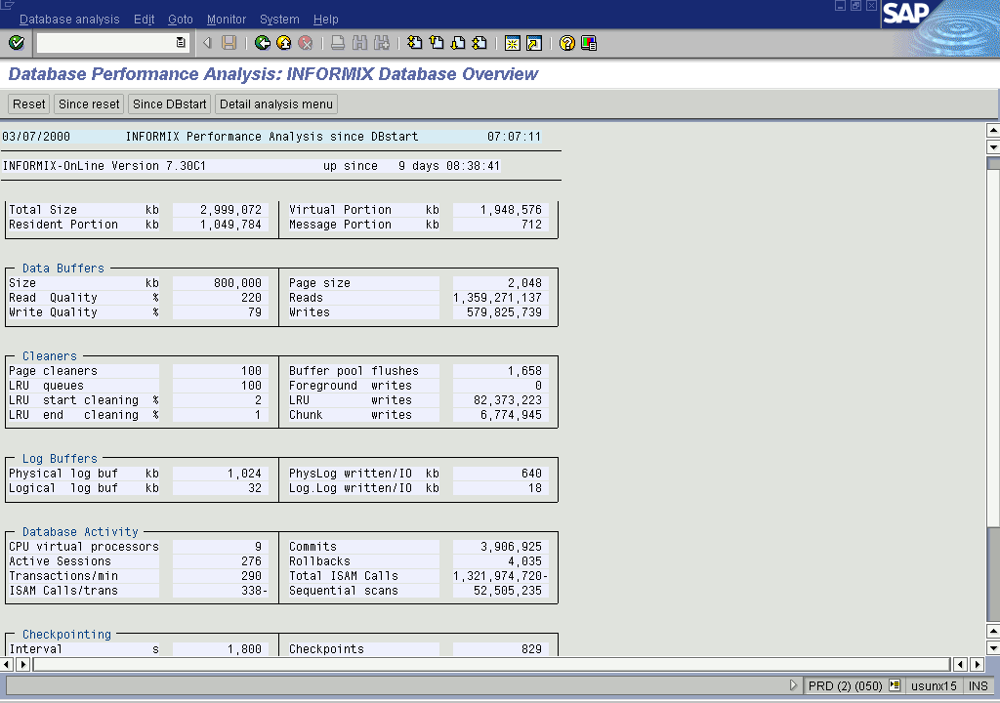 Database analysis Edit Goto Monitor System Help
SAP
Database Performance Analysis: INFORMIX Database Overview
Reset Since reset Since DBstart Detail analysis menu
03/07/2000 INFORMIX Performance Analysis since DBstart 07:07:11
INFORMIX-OnLine Version 7.30C1 up since 9 days 08:38:41
Total Size kb 2,999,072 Virtual Portion kb 1,948,576
Resident Portion kb 1,049,784 Message Portion kb 712
Data Buffers
Size kb 800,000 Page size 2,048
Read Quality % 220 Reads 1,359,271,137
Write Quality % 79 Writes 579,825,739
Cleaners
Page cleaners 100 Buffer pool flushes 1,658
LRU queues 100 Foreground writes 0
LRU start cleaning % 2 LRU writes 82,373,223
LRU end cleaning % 1 Chunk writes 6,774,945
Log Buffers
Physical log buf kb 1,024 PhysLog written/IO kb 640
Logical log buf kb 32 Log.Log written/IO kb 18
Database Activity
CPU virtual processors 9 Commits 3,906,925
Active Sessions 276 Rollbacks 4,035
Transactions/min 290 Total ISAM Calls 1,321,974,720-
ISAM Calls/trans 338- Sequential scans 52,505,235
Checkpointing
Interval s 1,800 Checkpoints 829
PRD (2) (050) usunx15 INS